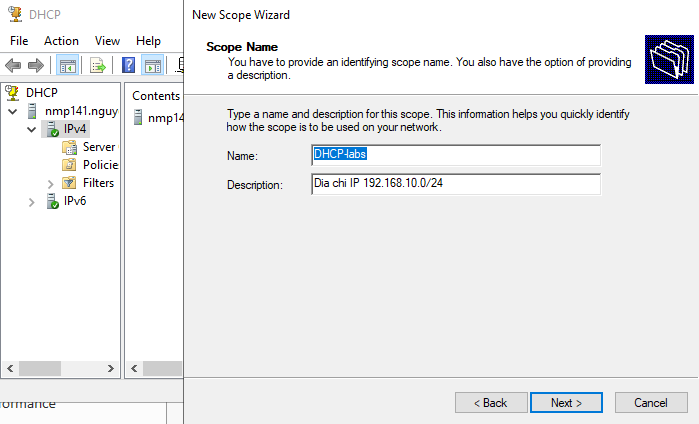 DHCP
File Action View Help
DHCP
nmp141.nguy
IPv4
Server
Policie
Filters
IPv6
Contents
nmp14
ormance
New Scope Wizard
Scope Name
You have to provide an identifying scope name. You also have the option of providing
a description.
Type a name and description for this scope. This information helps you quickly identify
how the scope is to be used on your network.
Name: DHCP-labs
Description: Dia chi IP 192.168.10.0/24
< Back Next > Cancel